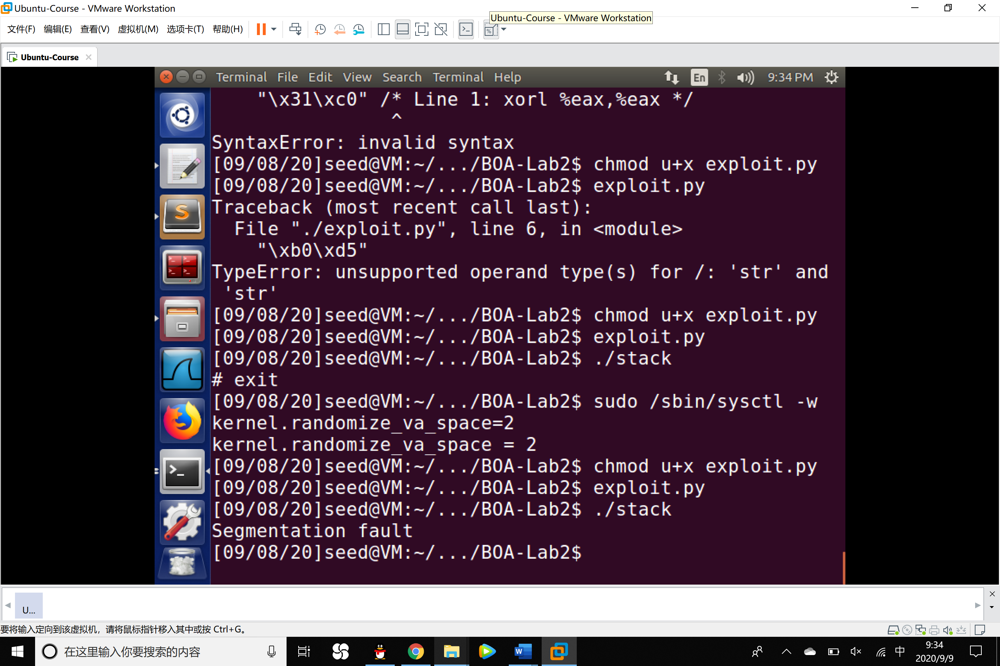 Ubuntu-Course - VMware Workstation
Ubuntu-Course - VMware Workstation
文件(F) 编辑(E) 查看(V) 虚拟机(M) 选项卡(T) 帮助(H)
Ubuntu-Course
Terminal File Edit View Search Terminal Help En 9:34 PM
"\x31\xc0" /* Line 1: xorl %eax,%eax */
^
SyntaxError: invalid syntax
[09/08/20]seed@VM:~/.../BOA-Lab2$ chmod u+x exploit.py
[09/08/20]seed@VM:~/.../BOA-Lab2$ exploit.py
Traceback (most recent call last):
File "./exploit.py", line 6, in <module>
"\xb0\xd5"
TypeError: unsupported operand type(s) for /: 'str' and
'str'
[09/08/20]seed@VM:~/.../BOA-Lab2$ chmod u+x exploit.py
[09/08/20]seed@VM:~/.../BOA-Lab2$ exploit.py
[09/08/20]seed@VM:~/.../BOA-Lab2$ ./stack
# exit
[09/08/20]seed@VM:~/.../BOA-Lab2$ sudo /sbin/sysctl -w
kernel.randomize_va_space=2
kernel.randomize_va_space = 2
[09/08/20]seed@VM:~/.../BOA-Lab2$ chmod u+x exploit.py
[09/08/20]seed@VM:~/.../BOA-Lab2$ exploit.py
[09/08/20]seed@VM:~/.../BOA-Lab2$ ./stack
Segmentation fault
[09/08/20]seed@VM:~/.../BOA-Lab2$
U...
要将输入定向到该虚拟机，请将鼠标指针移入其中或按 Ctrl+G。
在这里输入你要搜索的内容
中
9:34
2020/9/9